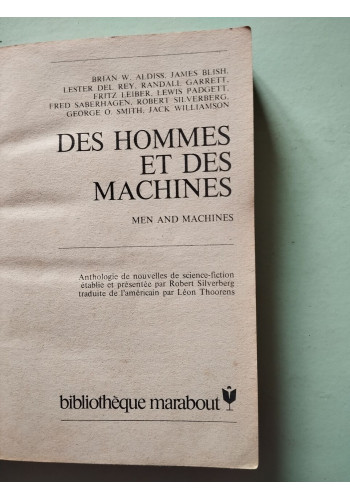 BRIAN W. ALDISS, JAMES BLISH,
LESTER DEL REY, RANDALL GARRETT,
FRITZ LEIBER, LEWIS PADGETT,
FRED SABERHAGEN, ROBERT SILVERBERG,
GEORGE O. SMITH, JACK WILLIAMSON
DES HOMMES
ET DES
MACHINES
MEN AND MACHINES
Anthologie de nouvelles de science-fiction
établie et présentée par Robert Silverberg
traduite de l'américain par Léon Thoorens
bibliothèque marabout